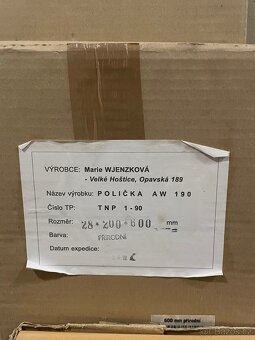 VÝROBCE: Marie WJENZKOVÁ
- Velké Hoštice, Opavská 189
Název výrobku: POLIČKA AW 190
Číslo TP: TNP 1-90
Rozměr: 28*200*600 mm
Barva: PŘÍRODNÍ
Datum expedice:
600 mm přírodní